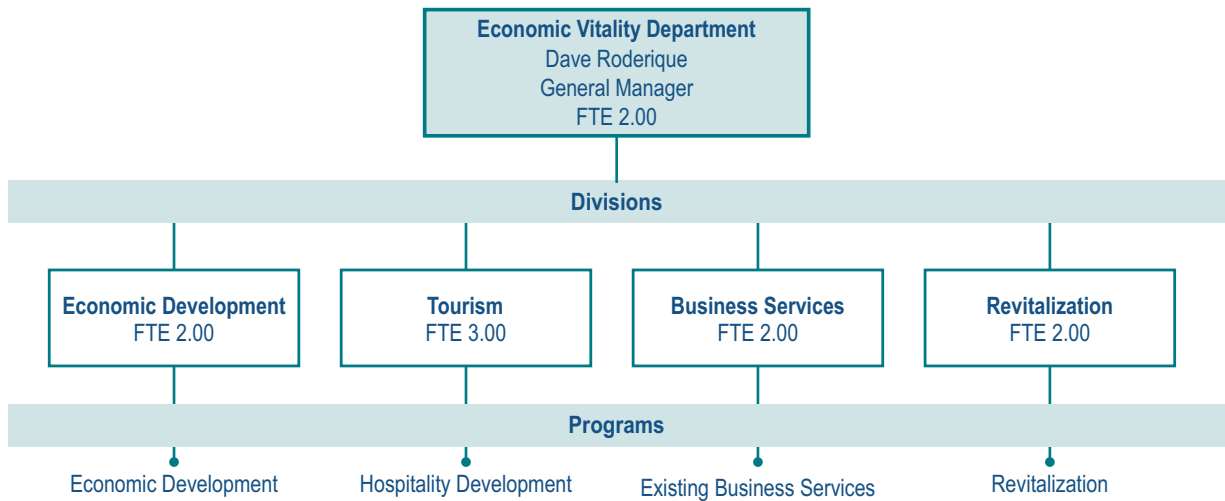 Economic Vitality Department
Dave Roderique
General Manager
FTE 2.00
Divisions
Economic Development
FTE 2.00
Tourism
FTE 3.00
Business Services
FTE 2.00
Revitalization
FTE 2.00
Programs
Economic Development
Hospitality Development
Existing Business Services
Revitalization